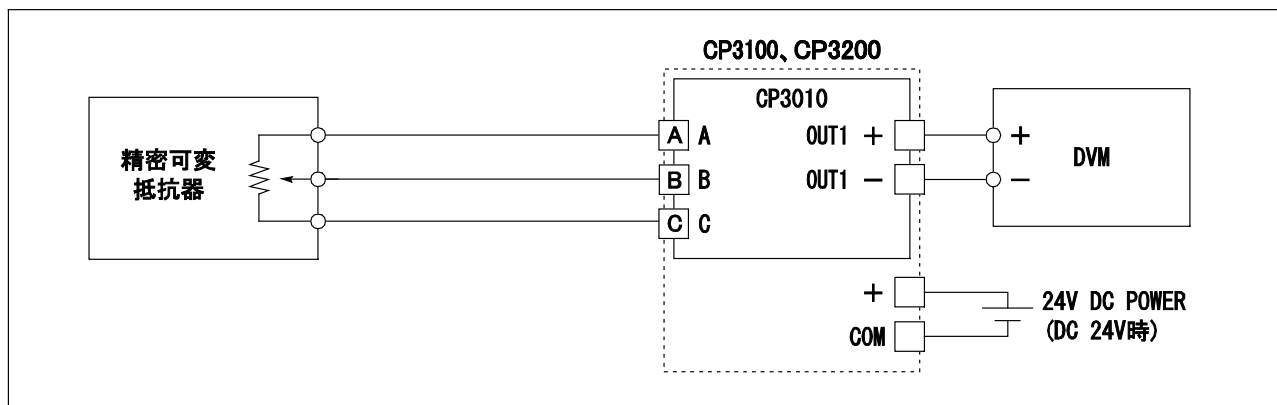 CP3100、CP3200
CP3010
精密可変
抵抗器
A A
B B
C C
OUT1 +
OUT1 −
+
−
DVM
+
COM
24V DC POWER
(DC 24V時)